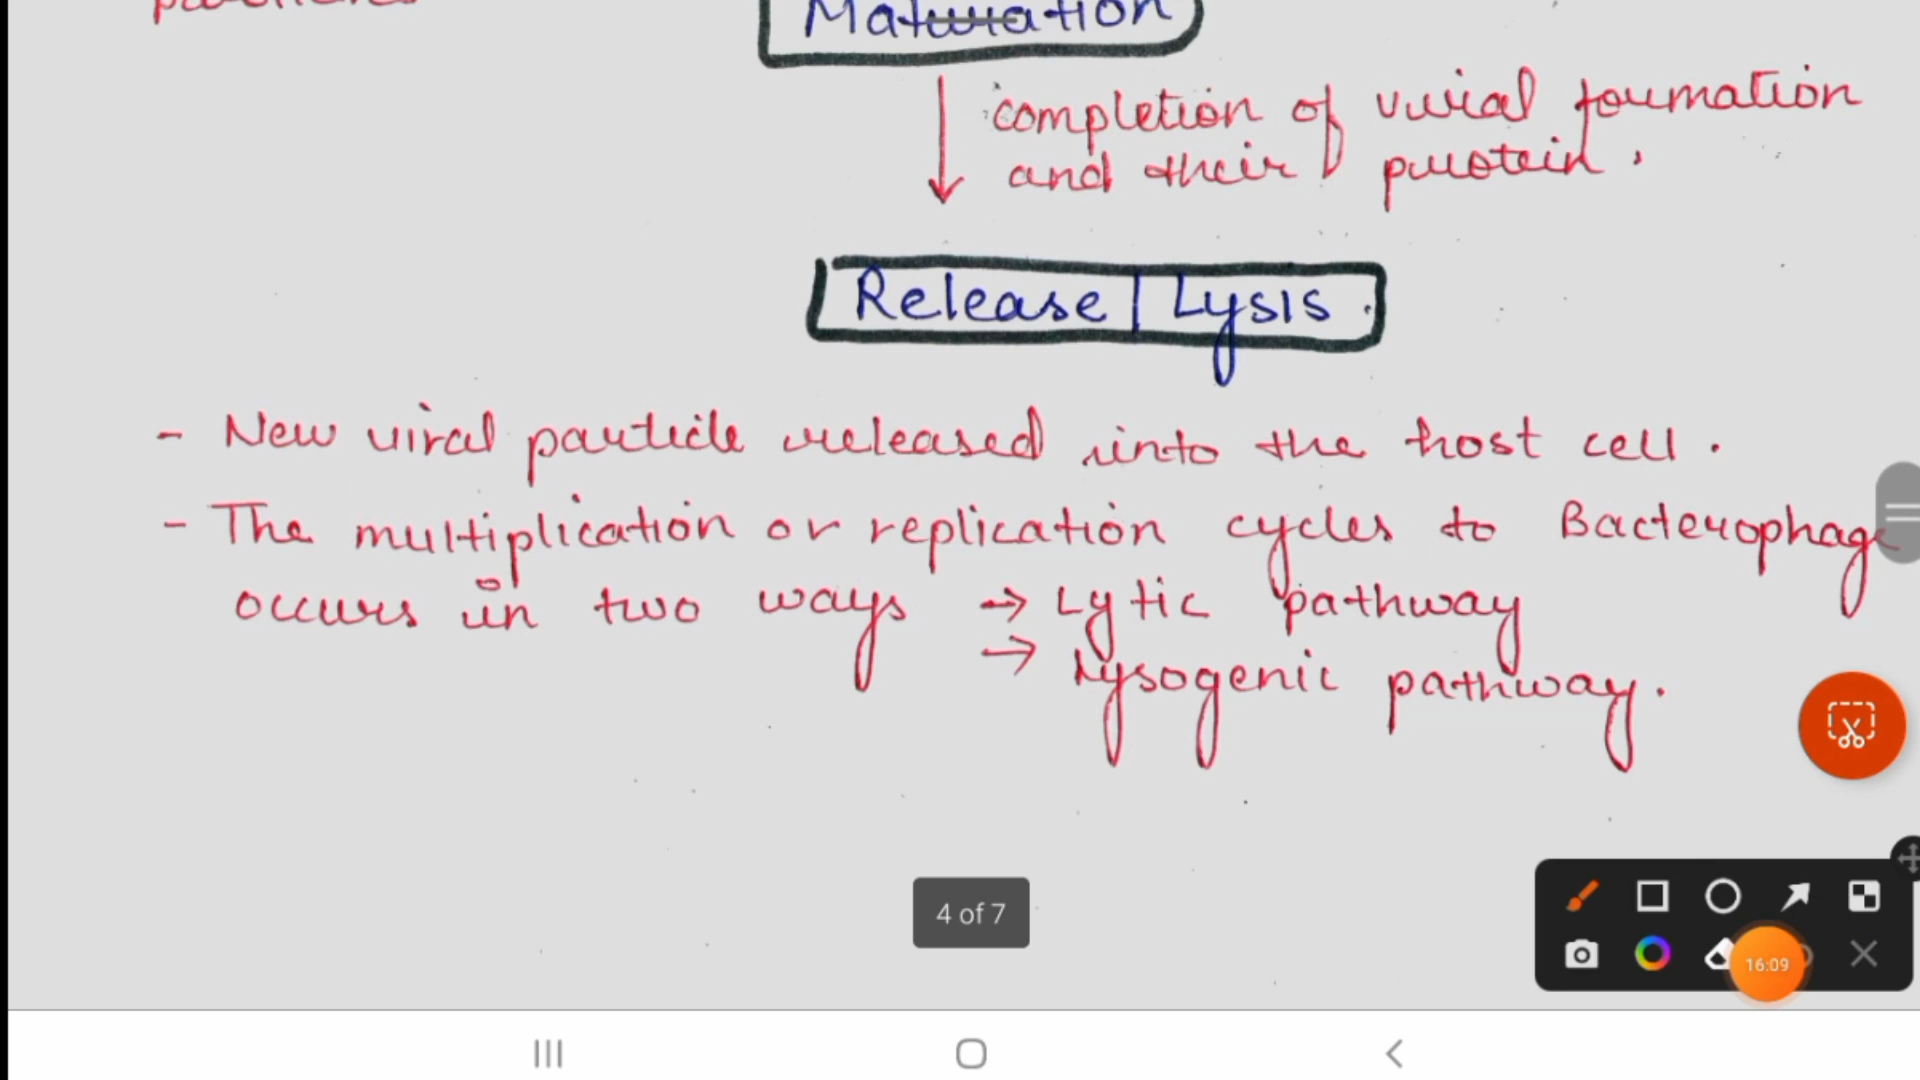 Maturation
completion of viral formation
and their protein.
Release | Lysis.
- New viral particle released into the host cell.
- The multiplication or replication cycles to Bacteriophage
occurs in two ways → Lytic pathway
→ Lysogenic pathway.
4 of 7
16:09